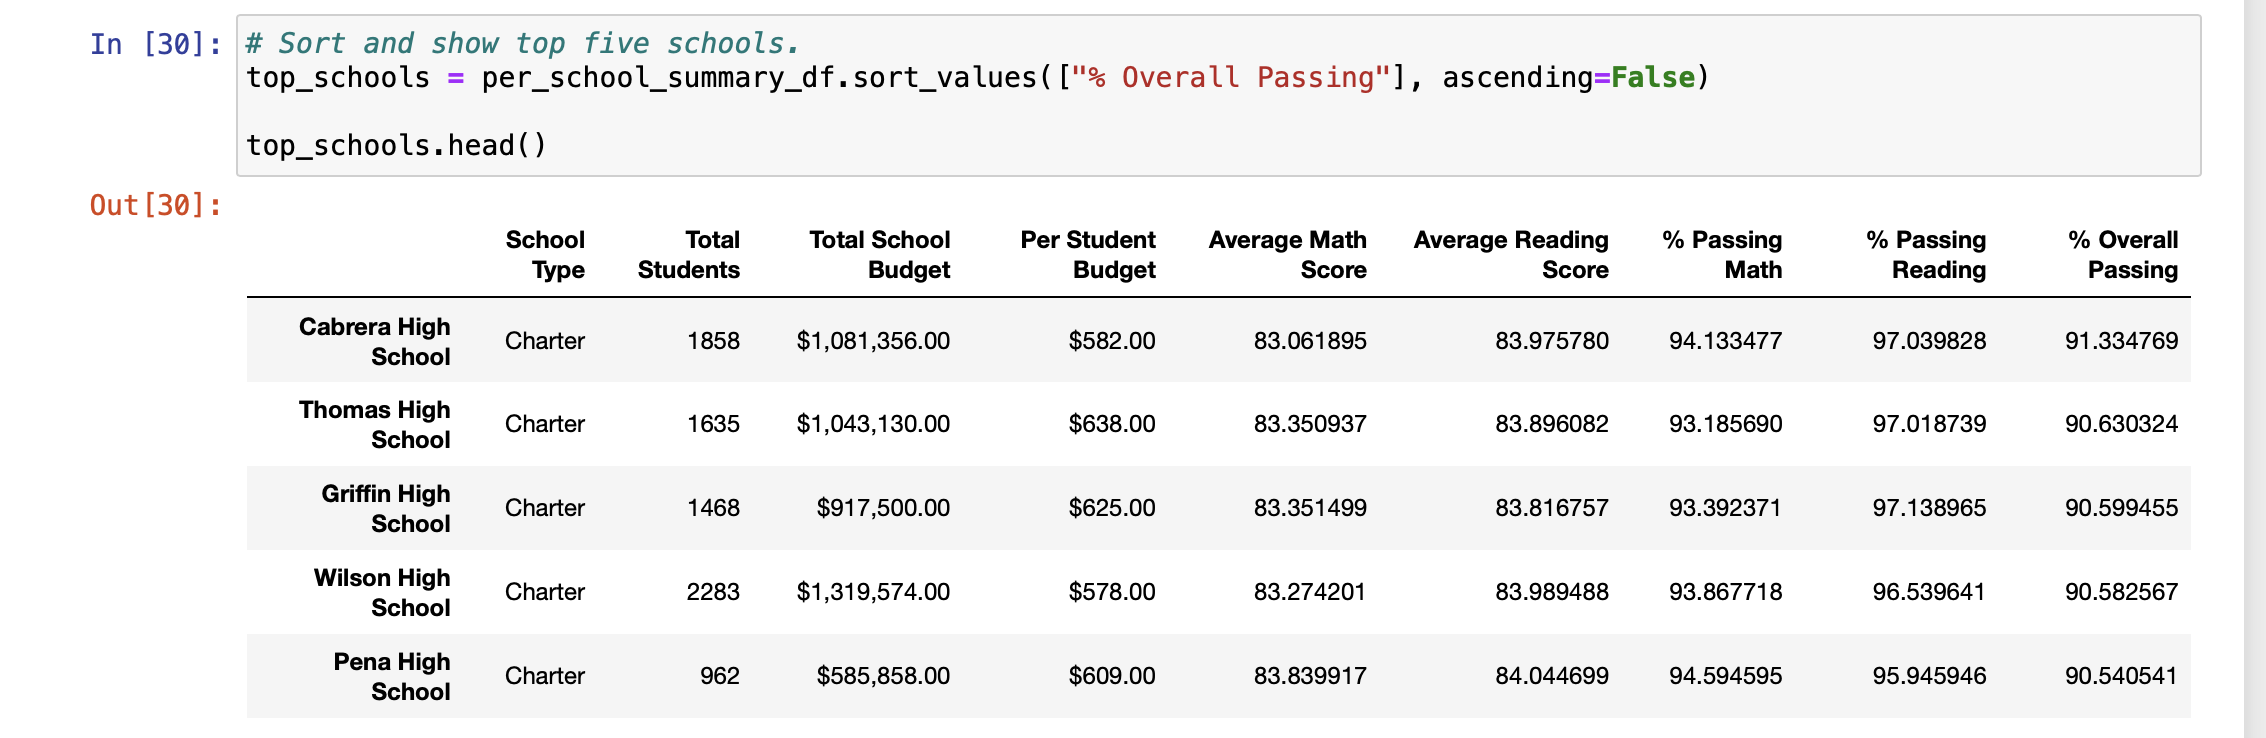 In [30]: # Sort and show top five schools.
top_schools = per_school_summary_df.sort_values(["% Overall Passing"], ascending=False)
top_schools.head()
Out[30]:
School Type Total Students Total School Budget Per Student Budget Average Math Score Average Reading Score % Passing Math % Passing Reading % Overall Passing
Cabrera High School Charter 1858 $1,081,356.00 $582.00 83.061895 83.975780 94.133477 97.039828 91.334769
Thomas High School Charter 1635 $1,043,130.00 $638.00 83.350937 83.896082 93.185690 97.018739 90.630324
Griffin High School Charter 1468 $917,500.00 $625.00 83.351499 83.816757 93.392371 97.138965 90.599455
Wilson High School Charter 2283 $1,319,574.00 $578.00 83.274201 83.989488 93.867718 96.539641 90.582567
Pena High School Charter 962 $585,858.00 $609.00 83.839917 84.044699 94.594595 95.945946 90.540541